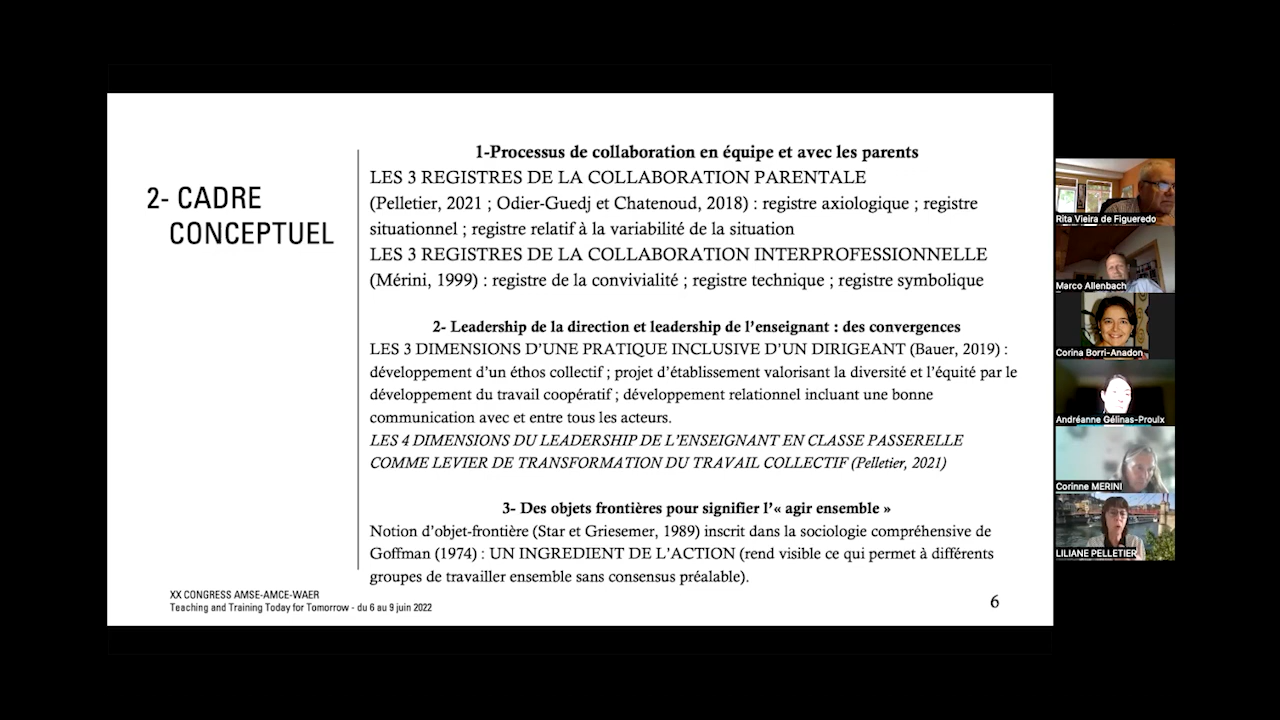 2- CADRE
CONCEPTUEL
1-Processus de collaboration en équipe et avec les parents
LES 3 REGISTRES DE LA COLLABORATION PARENTALE
(Pelletier, 2021 ; Odier-Guedj et Chatenoud, 2018) : registre axiologique ; registre
situationnel ; registre relatif à la variabilité de la situation
LES 3 REGISTRES DE LA COLLABORATION INTERPROFESSIONNELLE
(Mérini, 1999) : registre de la convivialité ; registre technique ; registre symbolique
2- Leadership de la direction et leadership de l'enseignant : des convergences
LES 3 DIMENSIONS D'UNE PRATIQUE INCLUSIVE D'UN DIRIGEANT (Bauer, 2019) :
développement d'un éthos collectif ; projet d'établissement valorisant la diversité et l'équité par le
développement du travail coopératif ; développement relationnel incluant une bonne
communication avec et entre tous les acteurs.
LES 4 DIMENSIONS DU LEADERSHIP DE L'ENSEIGNANT EN CLASSE PASSERELLE
COMME LEVIER DE TRANSFORMATION DU TRAVAIL COLLECTIF (Pelletier, 2021)
3- Des objets frontières pour signifier l'« agir ensemble »
Notion d'objet-frontière (Star et Griesemer, 1989) inscrit dans la sociologie compréhensive de
Goffman (1974) : UN INGREDIENT DE L'ACTION (rend visible ce qui permet à différents
groupes de travailler ensemble sans consensus préalable).
XX CONGRESS AMSE-AMCE-WAER
Teaching and Training Today for Tomorrow - du 6 au 9 juin 2022
6
Rita Vieira de Figueredo
Marco Allenbach
Corina Borri-Anadon
Andréanne Gélinas-Proulx
Corinne MERINI
LILIANE PELLETIER